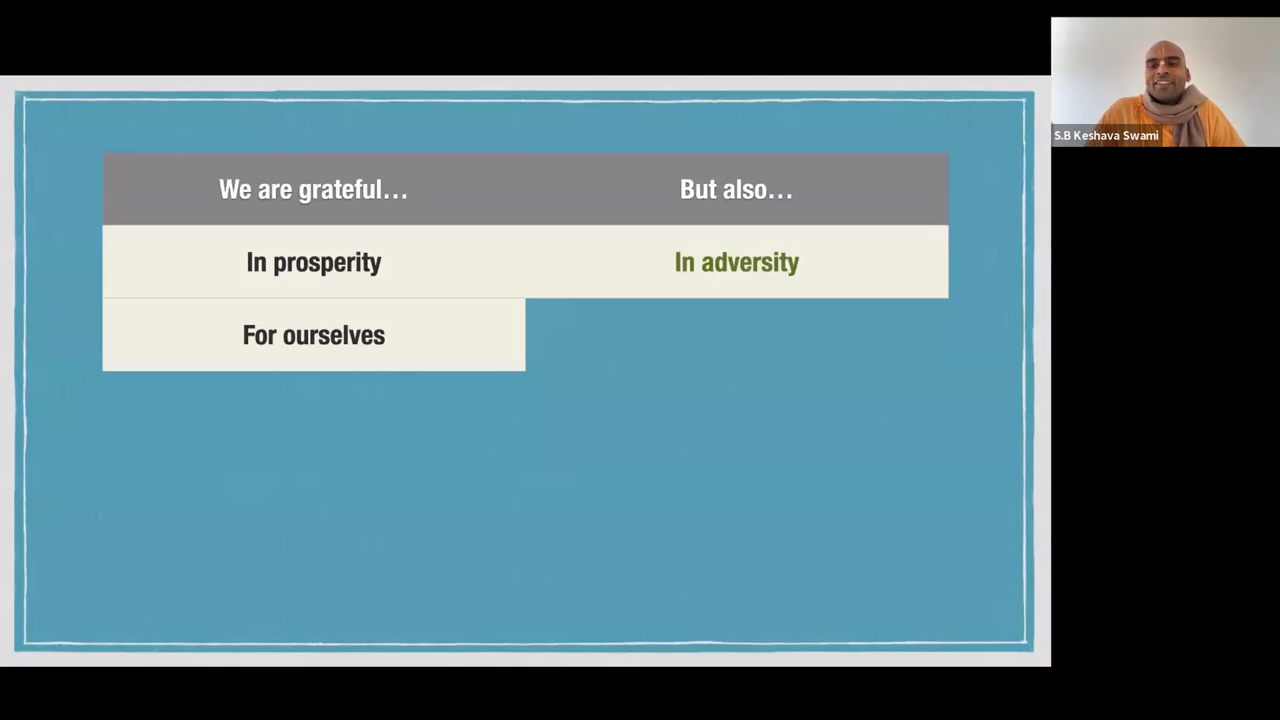 We are grateful...
But also...
In prosperity
In adversity
For ourselves
S.B Keshava Swami